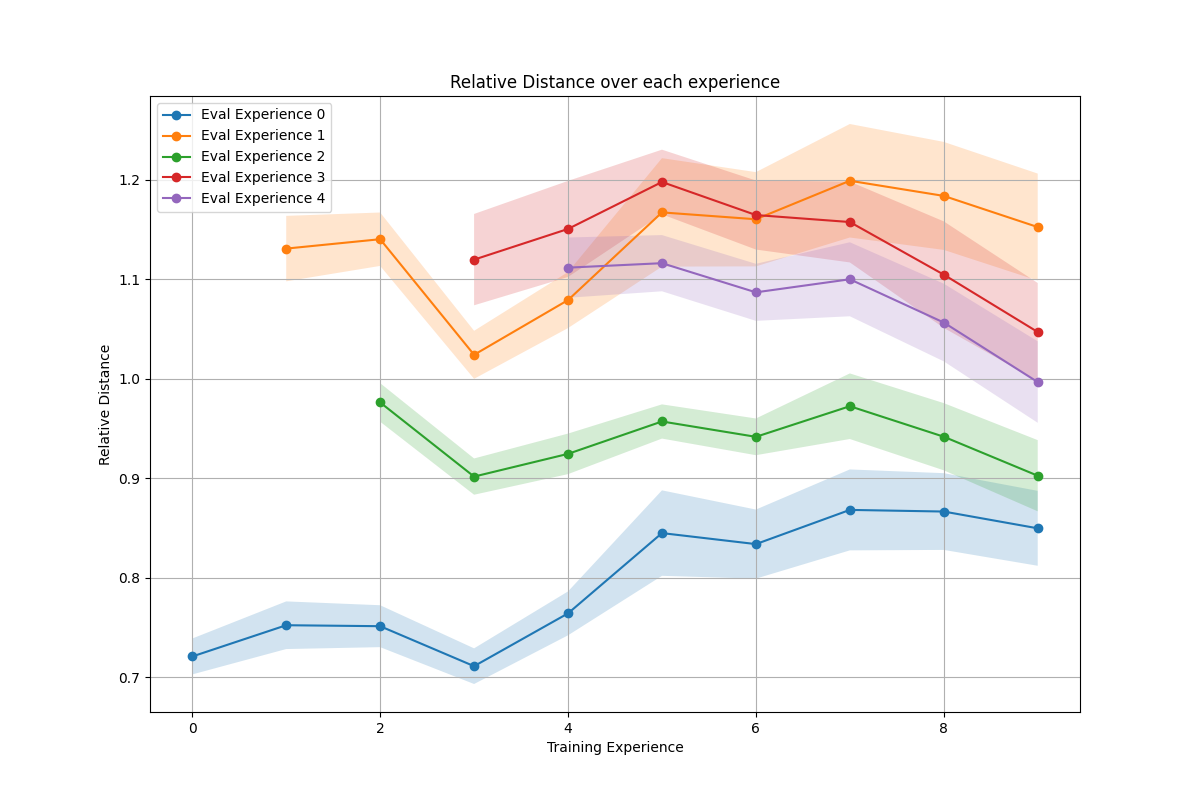 Relative Distance over each experience
Eval Experience 0
Eval Experience 1
Eval Experience 2
Eval Experience 3
Eval Experience 4
1.2
1.1
1.0
0.9
0.8
0.7
Relative Distance
0 2 4 6 8
Training Experience